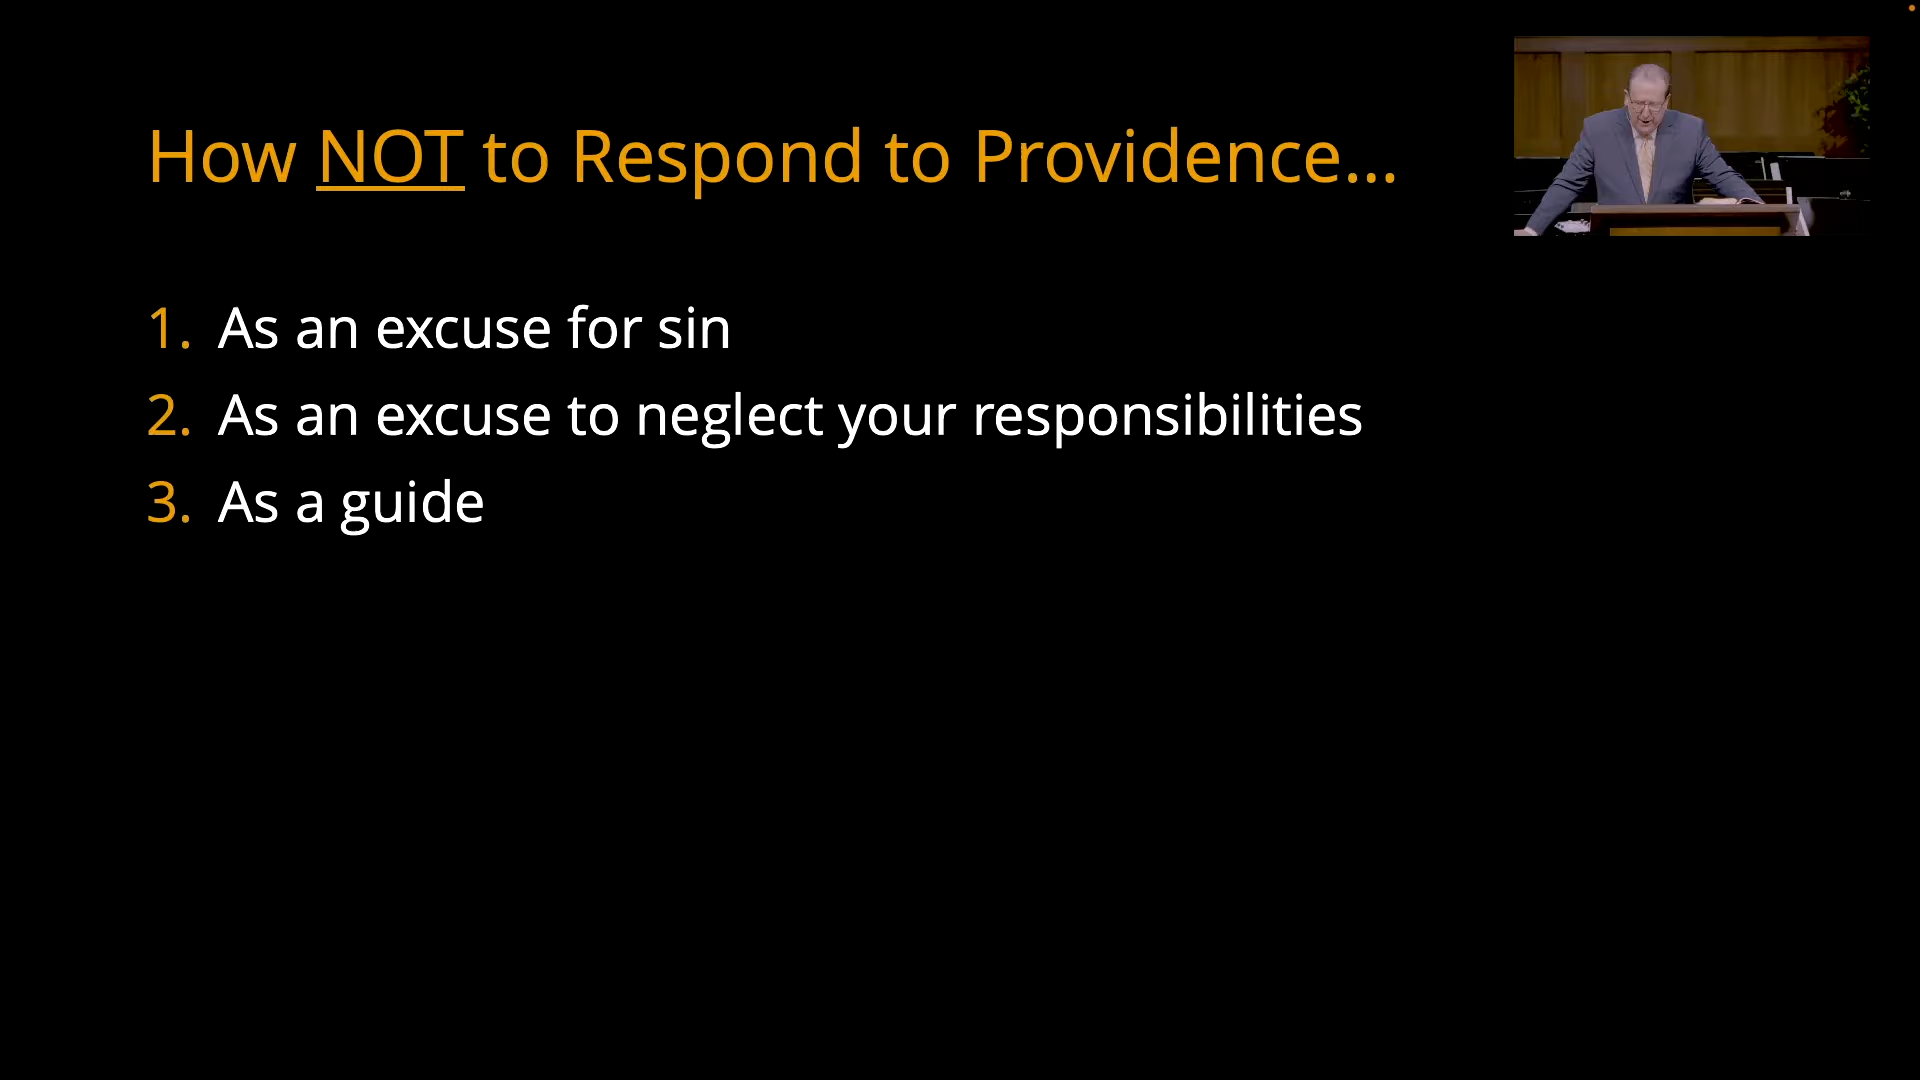 How NOT to Respond to Providence...
1. As an excuse for sin
2. As an excuse to neglect your responsibilities
3. As a guide